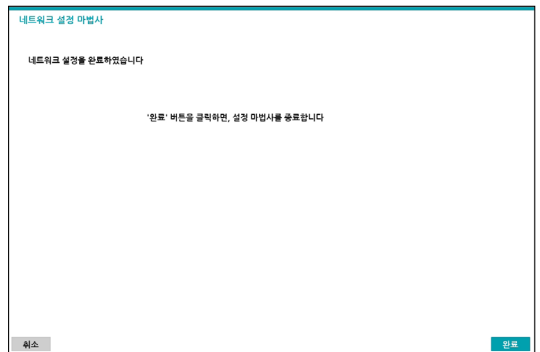 네트워크 설정 마법사
네트워크 설정을 완료하였습니다
'완료' 버튼을 클릭하면, 설정 마법사를 종료합니다
취소
완료